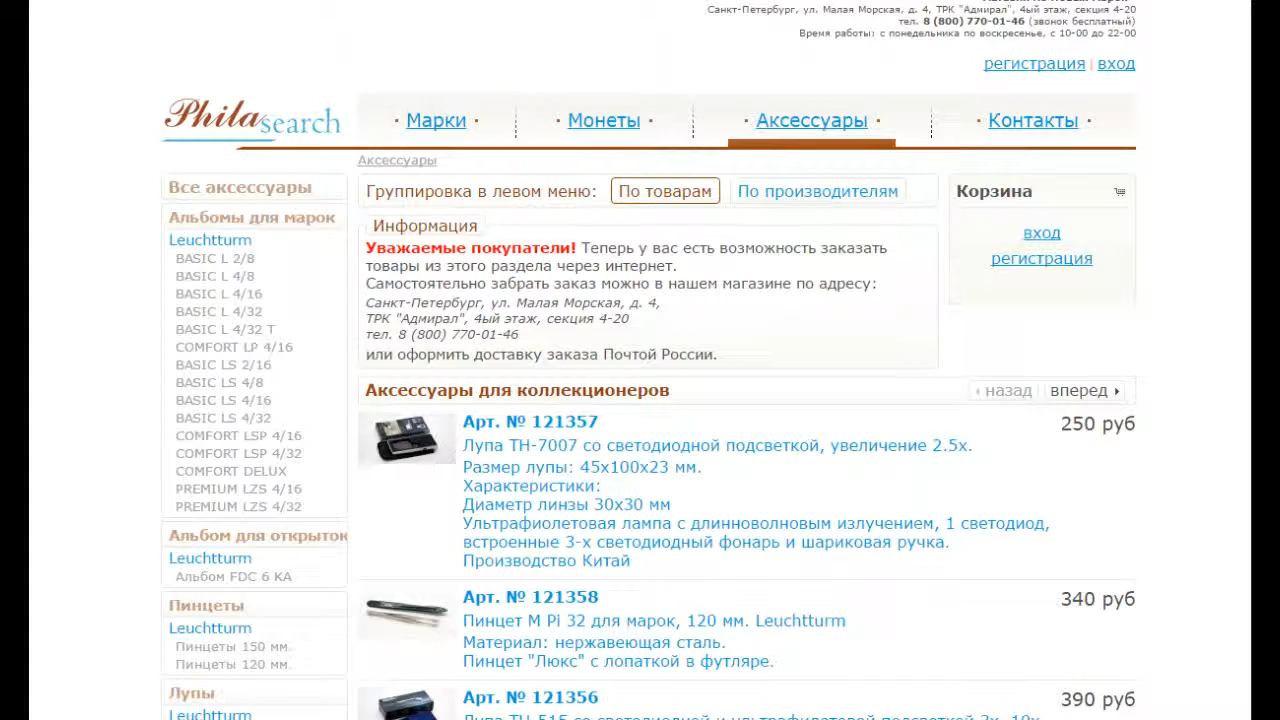 Санкт-Петербург, ул. Малая Морская, д. 4, ТРК "Адмирал", 4ый этаж, секция 4-20
тел. 8 (800) 770-01-46 (звонок бесплатный)
Время работы: с понедельника по воскресенье, с 10-00 до 22-00
регистрация | вход
Philasearch
Марки
Монеты
Аксессуары
Контакты
Аксессуары
Все аксессуары
Альбомы для марок
Leuchtturm
BASIC L 2/8
BASIC L 4/8
BASIC L 4/16
BASIC L 4/32
BASIC L 4/32 T
COMFORT LP 4/16
BASIC LS 2/16
BASIC LS 4/8
BASIC LS 4/16
BASIC LS 4/32
COMFORT LSP 4/16
COMFORT LSP 4/32
COMFORT DELUX
PREMIUM LZS 4/16
PREMIUM LZS 4/32
Альбом для открыток
Leuchtturm
Альбом FDC 6 КА
Пинцеты
Leuchtturm
Пинцеты 150 мм.
Пинцеты 120 мм.
Лупы
Leuchtturm
Группировка в левом меню: По товарам По производителям
Информация
Уважаемые покупатели! Теперь у вас есть возможность заказать
товары из этого раздела через интернет.
Самостоятельно забрать заказ можно в нашем магазине по адресу:
Санкт-Петербург, ул. Малая Морская, д. 4,
ТРК "Адмирал", 4ый этаж, секция 4-20
тел. 8 (800) 770-01-46
или оформить доставку заказа Почтой России.
Корзина
вход
регистрация
Аксессуары для коллекционеров
назад вперед
Арт. № 121357 250 руб
Лупа TH-7007 со светодиодной подсветкой, увеличение 2.5x.
Размер лупы: 45x100x23 мм.
Характеристики:
Диаметр линзы 30x30 мм
Ультрафиолетовая лампа с длинноволновым излучением, 1 светодиод,
встроенные 3-х светодиодный фонарь и шариковая ручка.
Производство Китай
Арт. № 121358 340 руб
Пинцет M Pi 32 для марок, 120 мм. Leuchtturm
Материал: нержавеющая сталь.
Пинцет "Люкс" с лопаткой в футляре.
Арт. № 121356 390 руб
Лупа TH-515 со светодиодной и ультрафиолетовой подсветкой 3x, 10x